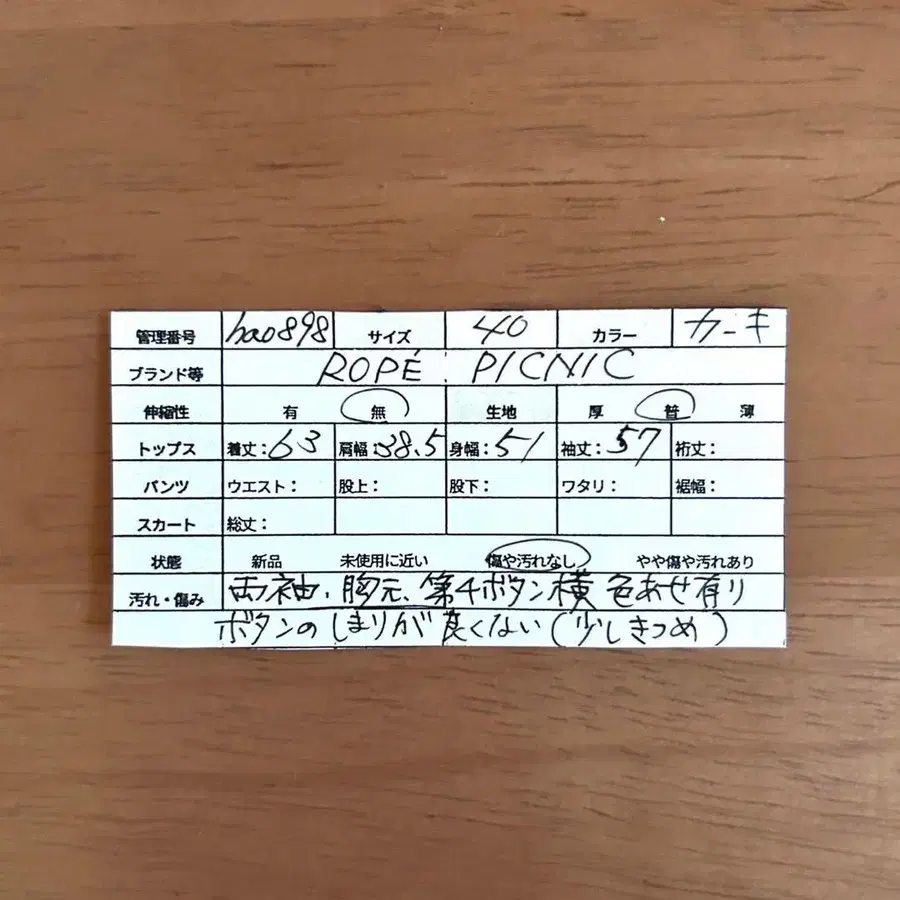 管理番号 hao898 サイズ 40 カラー カーキ
ブランド等 ROPÉ PICNIC
伸縮性 有 無 生地 厚 普 薄
トップス 着丈:63 肩幅:38.5 身幅:51 袖丈:57 裄丈:
パンツ ウエスト: 股上: 股下: ワタリ: 裾幅:
スカート 総丈:
状態 新品 未使用に近い 傷や汚れなし やや傷や汚れあり
汚れ・傷み 両袖、胸元、第4ボタン横 色あせ有り
ボタンのしまりが良くない(少しきつめ)